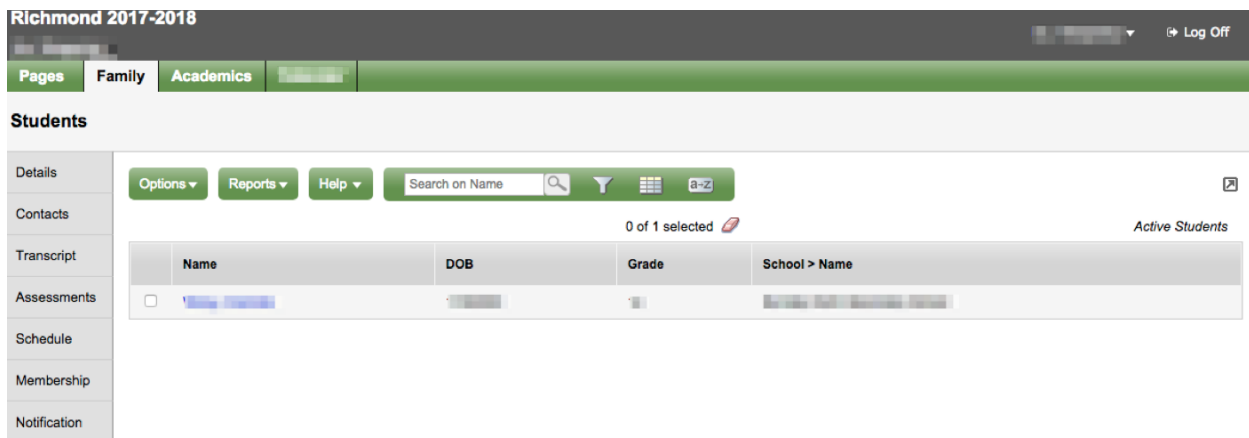 Richmond 2017-2018
Log Off
Pages Family Academics
Students
Details
Contacts
Transcript
Assessments
Schedule
Membership
Notification
Options Reports Help Search on Name a-z
0 of 1 selected Active Students
Name DOB Grade School > Name